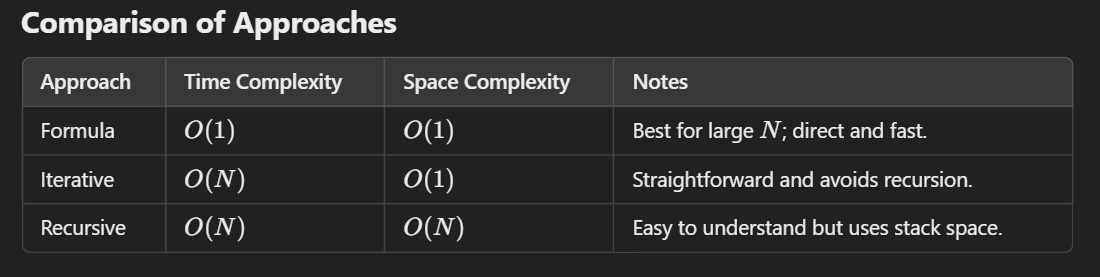 Comparison of Approaches
Approach Time Complexity Space Complexity Notes
Formula O(1) O(1) Best for large N; direct and fast.
Iterative O(N) O(1) Straightforward and avoids recursion.
Recursive O(N) O(N) Easy to understand but uses stack space.